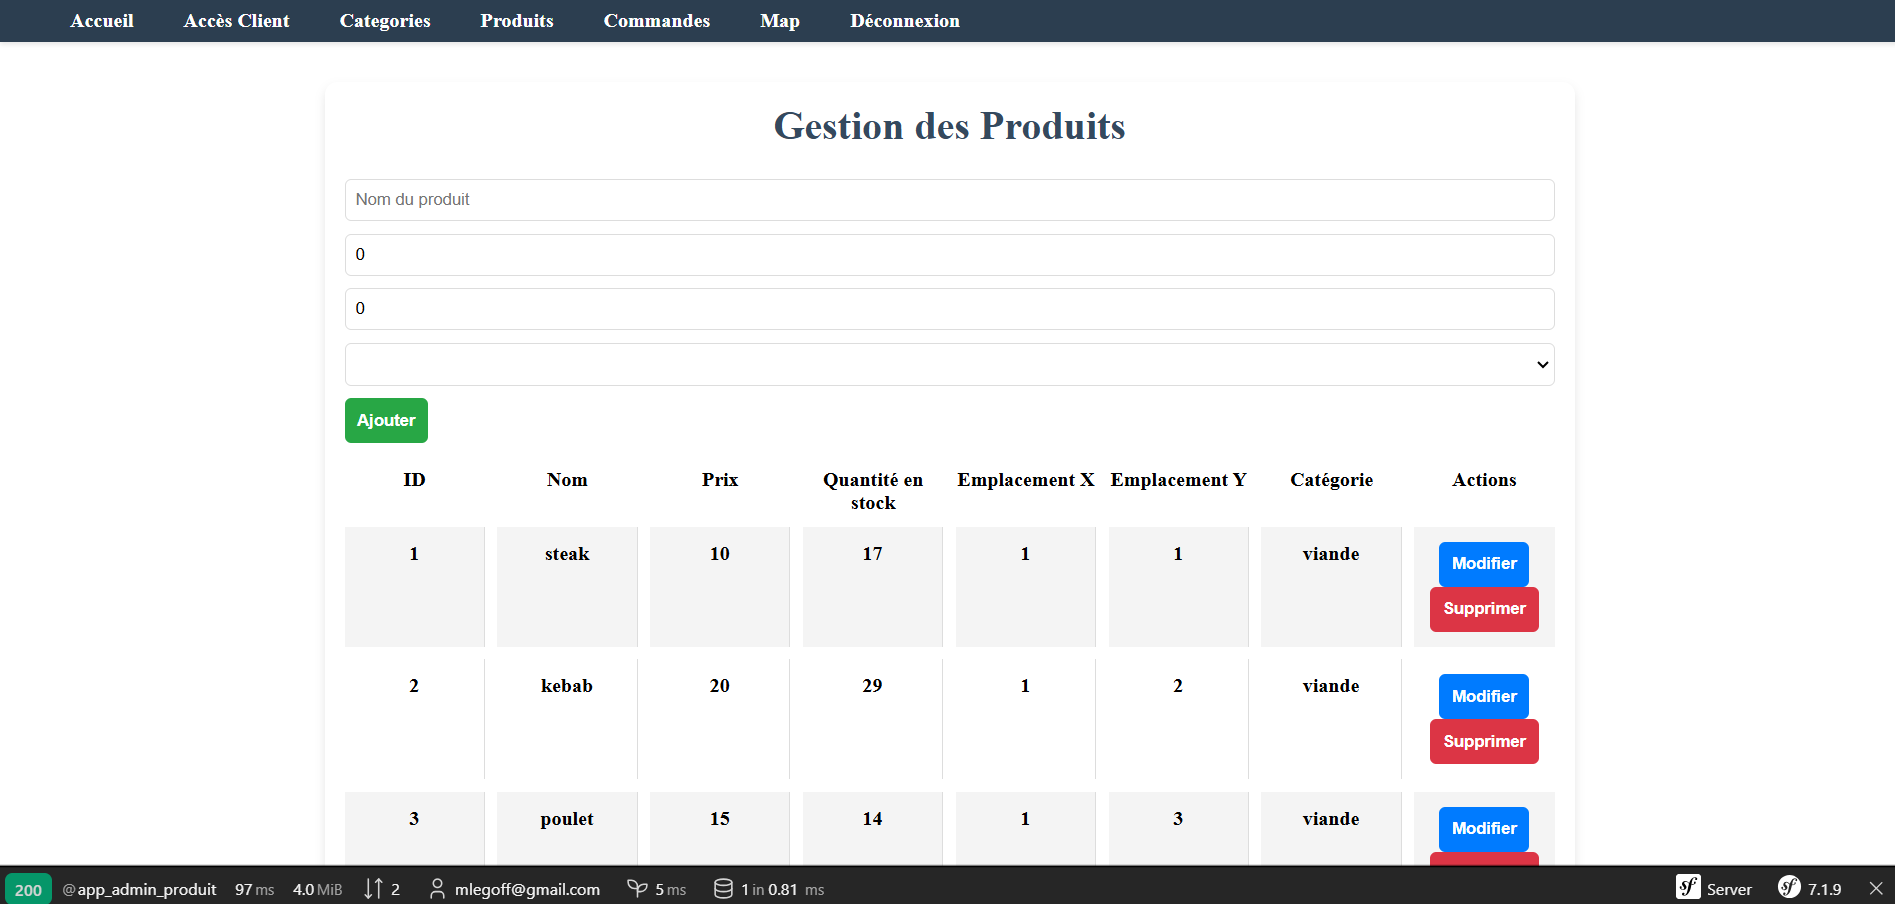 Accueil Accès Client Categories Produits Commandes Map Déconnexion
Gestion des Produits
Nom du produit
0
0
Ajouter
ID Nom Prix Quantité en stock Emplacement X Emplacement Y Catégorie Actions
1 steak 10 17 1 1 viande Modifier
Supprimer
2 kebab 20 29 1 2 viande Modifier
Supprimer
3 poulet 15 14 1 3 viande Modifier
200 @app_admin_produit 97 ms 4.0 MiB 2 mlegoff@gmail.com 5 ms 1 in 0.81 ms sf Server sf 7.1.9